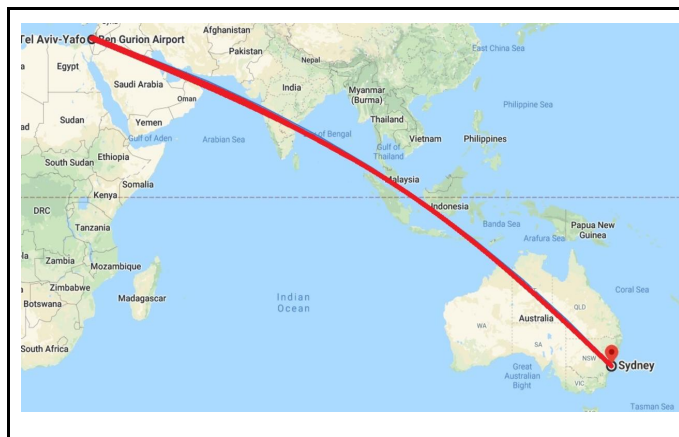 Afghanistan
Tel Aviv-Yafo Ben Gurion Airport
East China Sea
Pakistan
Nepal
Egypt
Saudi Arabia
India
Myanmar
(Burma)
Oman
Philippine Sea
Sudan
Yemen
Thailand
Gulf of Aden
Arabian Sea
of Bengal
Vietnam
Philippines
Gulf of
Thailand
South Sudan
Ethiopia
Somalia
Malaysia
Kenya
Indonesia
DRC
Banda Sea
Papua New
Guinea
Tanzania
Arafura Sea
Zambia
Mozambique
Zimbabwe
Madagascar
Botswana
Indian
Ocean
Coral Sea
QLD
WA
Australia
South Africa
SA
NSW
Sydney
Great
Australian
Bight
VIC
Tasman Sea